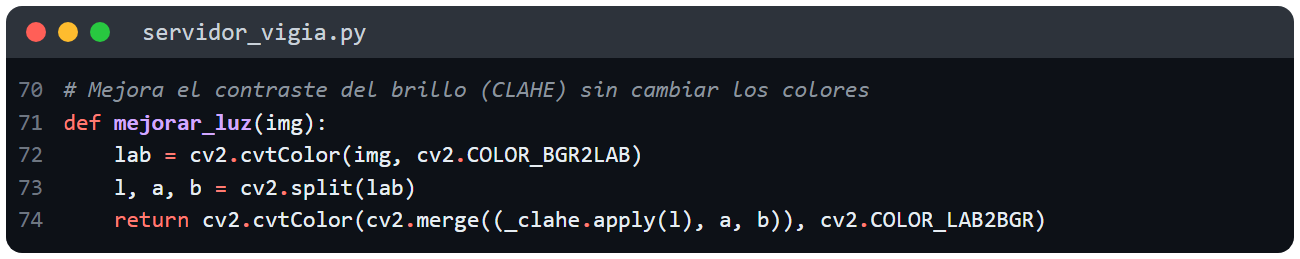 servidor_vigia.py
70 # Mejora el contraste del brillo (CLAHE) sin cambiar los colores
71 def mejorar_luz(img):
72     lab = cv2.cvtColor(img, cv2.COLOR_BGR2LAB)
73     l, a, b = cv2.split(lab)
74     return cv2.cvtColor(cv2.merge((_clahe.apply(l), a, b)), cv2.COLOR_LAB2BGR)